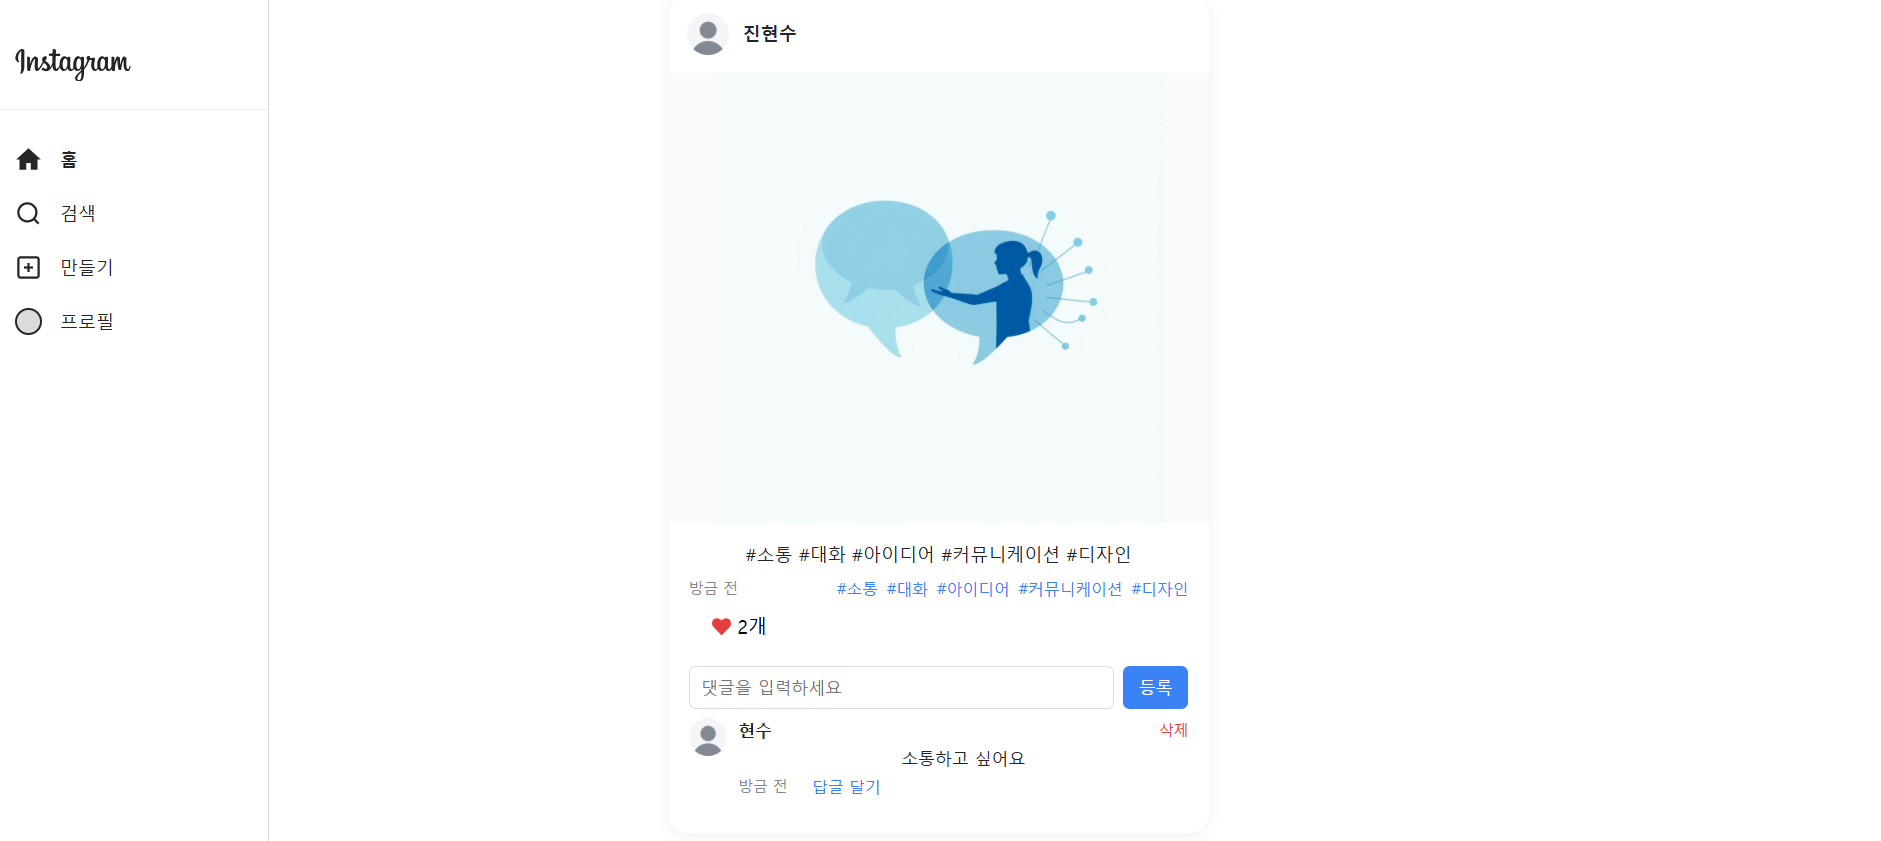 Instagram
홈
검색
만들기
프로필
진현수
#소통 #대화 #아이디어 #커뮤니케이션 #디자인
방금 전 #소통 #대화 #아이디어 #커뮤니케이션 #디자인
2개
댓글을 입력하세요 등록
현수 삭제
소통하고 싶어요
방금 전 답글 달기